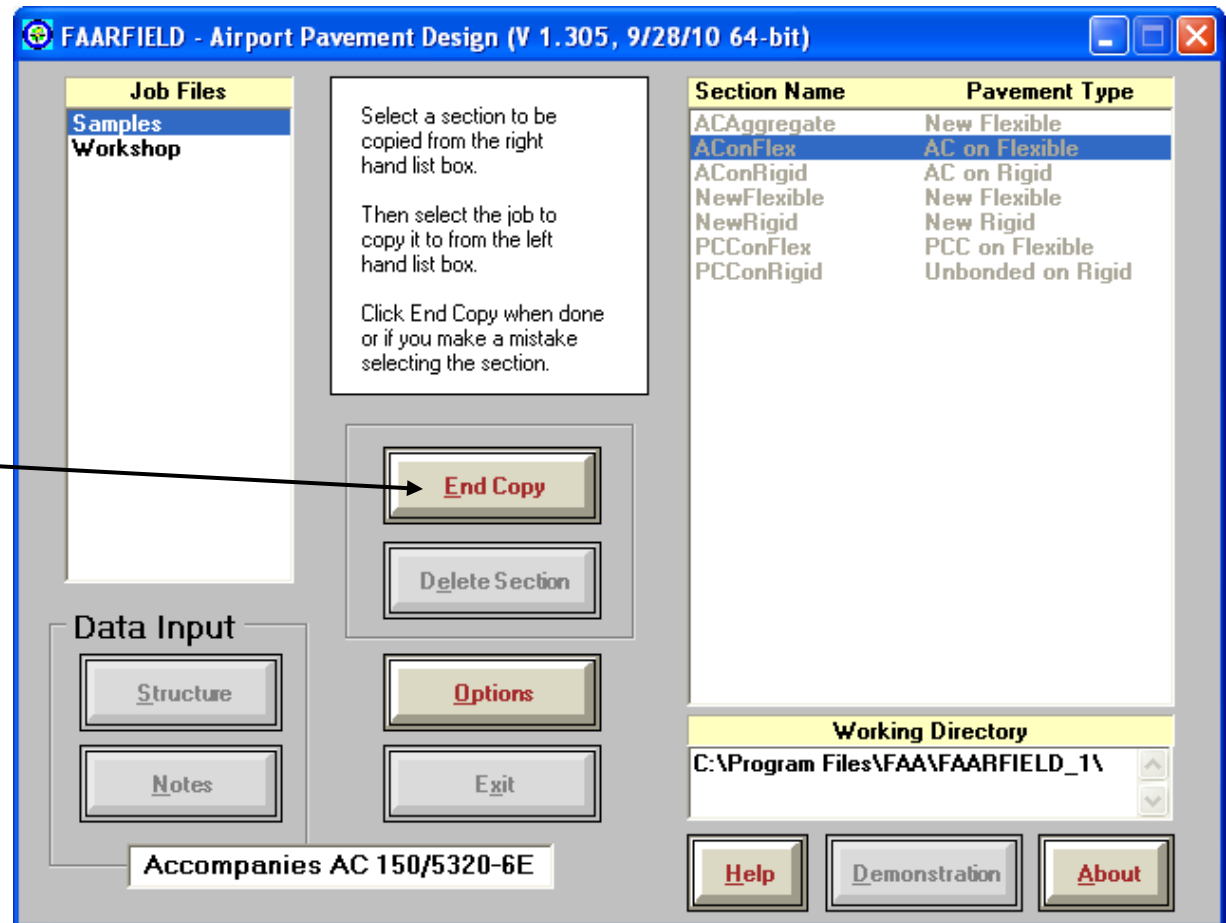 FAARFIELD - Airport Pavement Design (V 1.305, 9/28/10 64-bit)
Job Files
Samples
Workshop
Select a section to be
copied from the right
hand list box.
Then select the job to
copy it to from the left
hand list box.
Click End Copy when done
or if you make a mistake
selecting the section.
Section Name Pavement Type
ACAggregate New Flexible
AConFlex AC on Flexible
AConRigid AC on Rigid
NewFlexible New Flexible
NewRigid New Rigid
PCConFlex PCC on Flexible
PCConRigid Unbonded on Rigid
End Copy
Delete Section
Data Input
Structure
Notes
Options
Exit
Working Directory
C:\Program Files\FAA\FAARFIELD_1\
Accompanies AC 150/5320-6E
Help
Demonstration
About